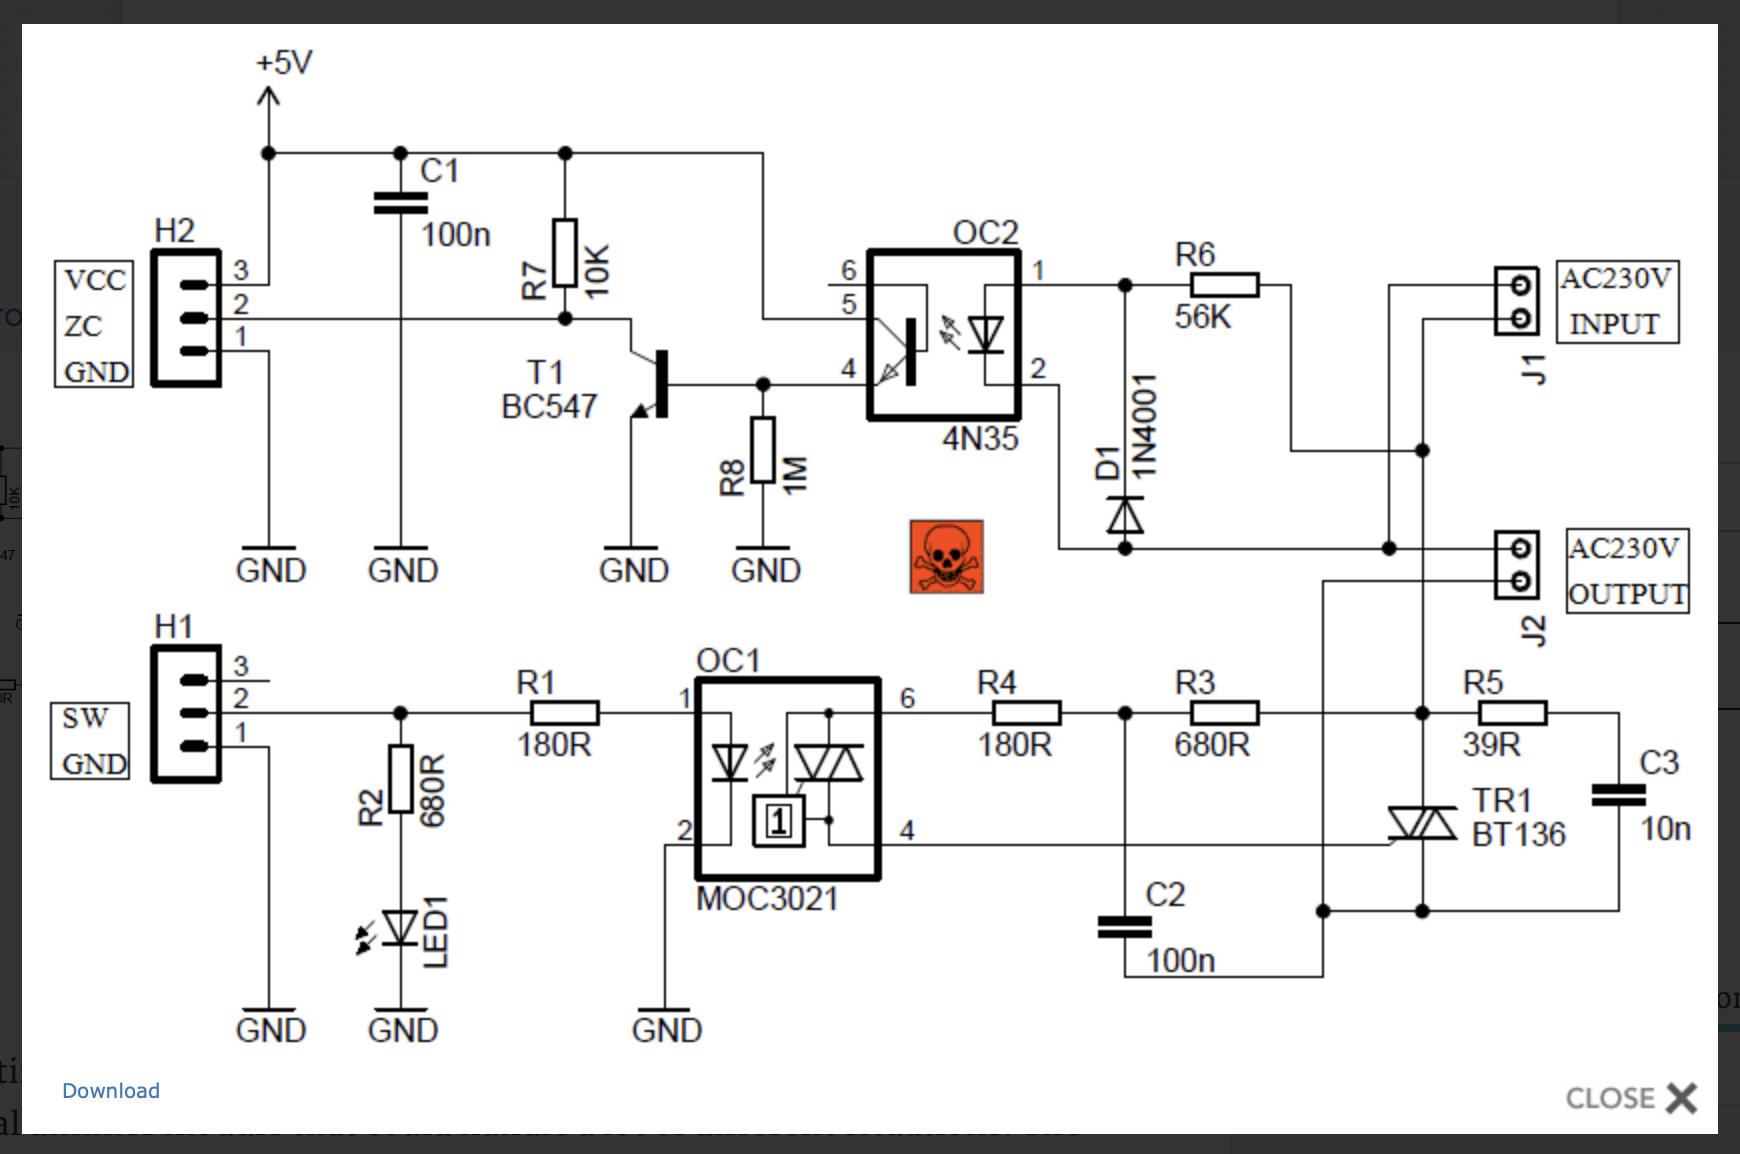 +5V
C1
100n
H2
VCC
ZC
GND
3
2
1
R7
10K
T1
BC547
R8
1M
OC2
6
5
4
1
2
4N35
R6
56K
D1
1N4001
J1
AC230V
INPUT
J2
AC230V
OUTPUT
GND
GND
GND
GND
H1
SW
GND
3
2
1
R1
180R
R2
680R
LED1
OC1
1
2
6
4
1
MOC3021
R4
180R
R3
680R
R5
39R
C3
10n
TR1
BT136
C2
100n
GND
GND
GND
10K
47
Download
CLOSE